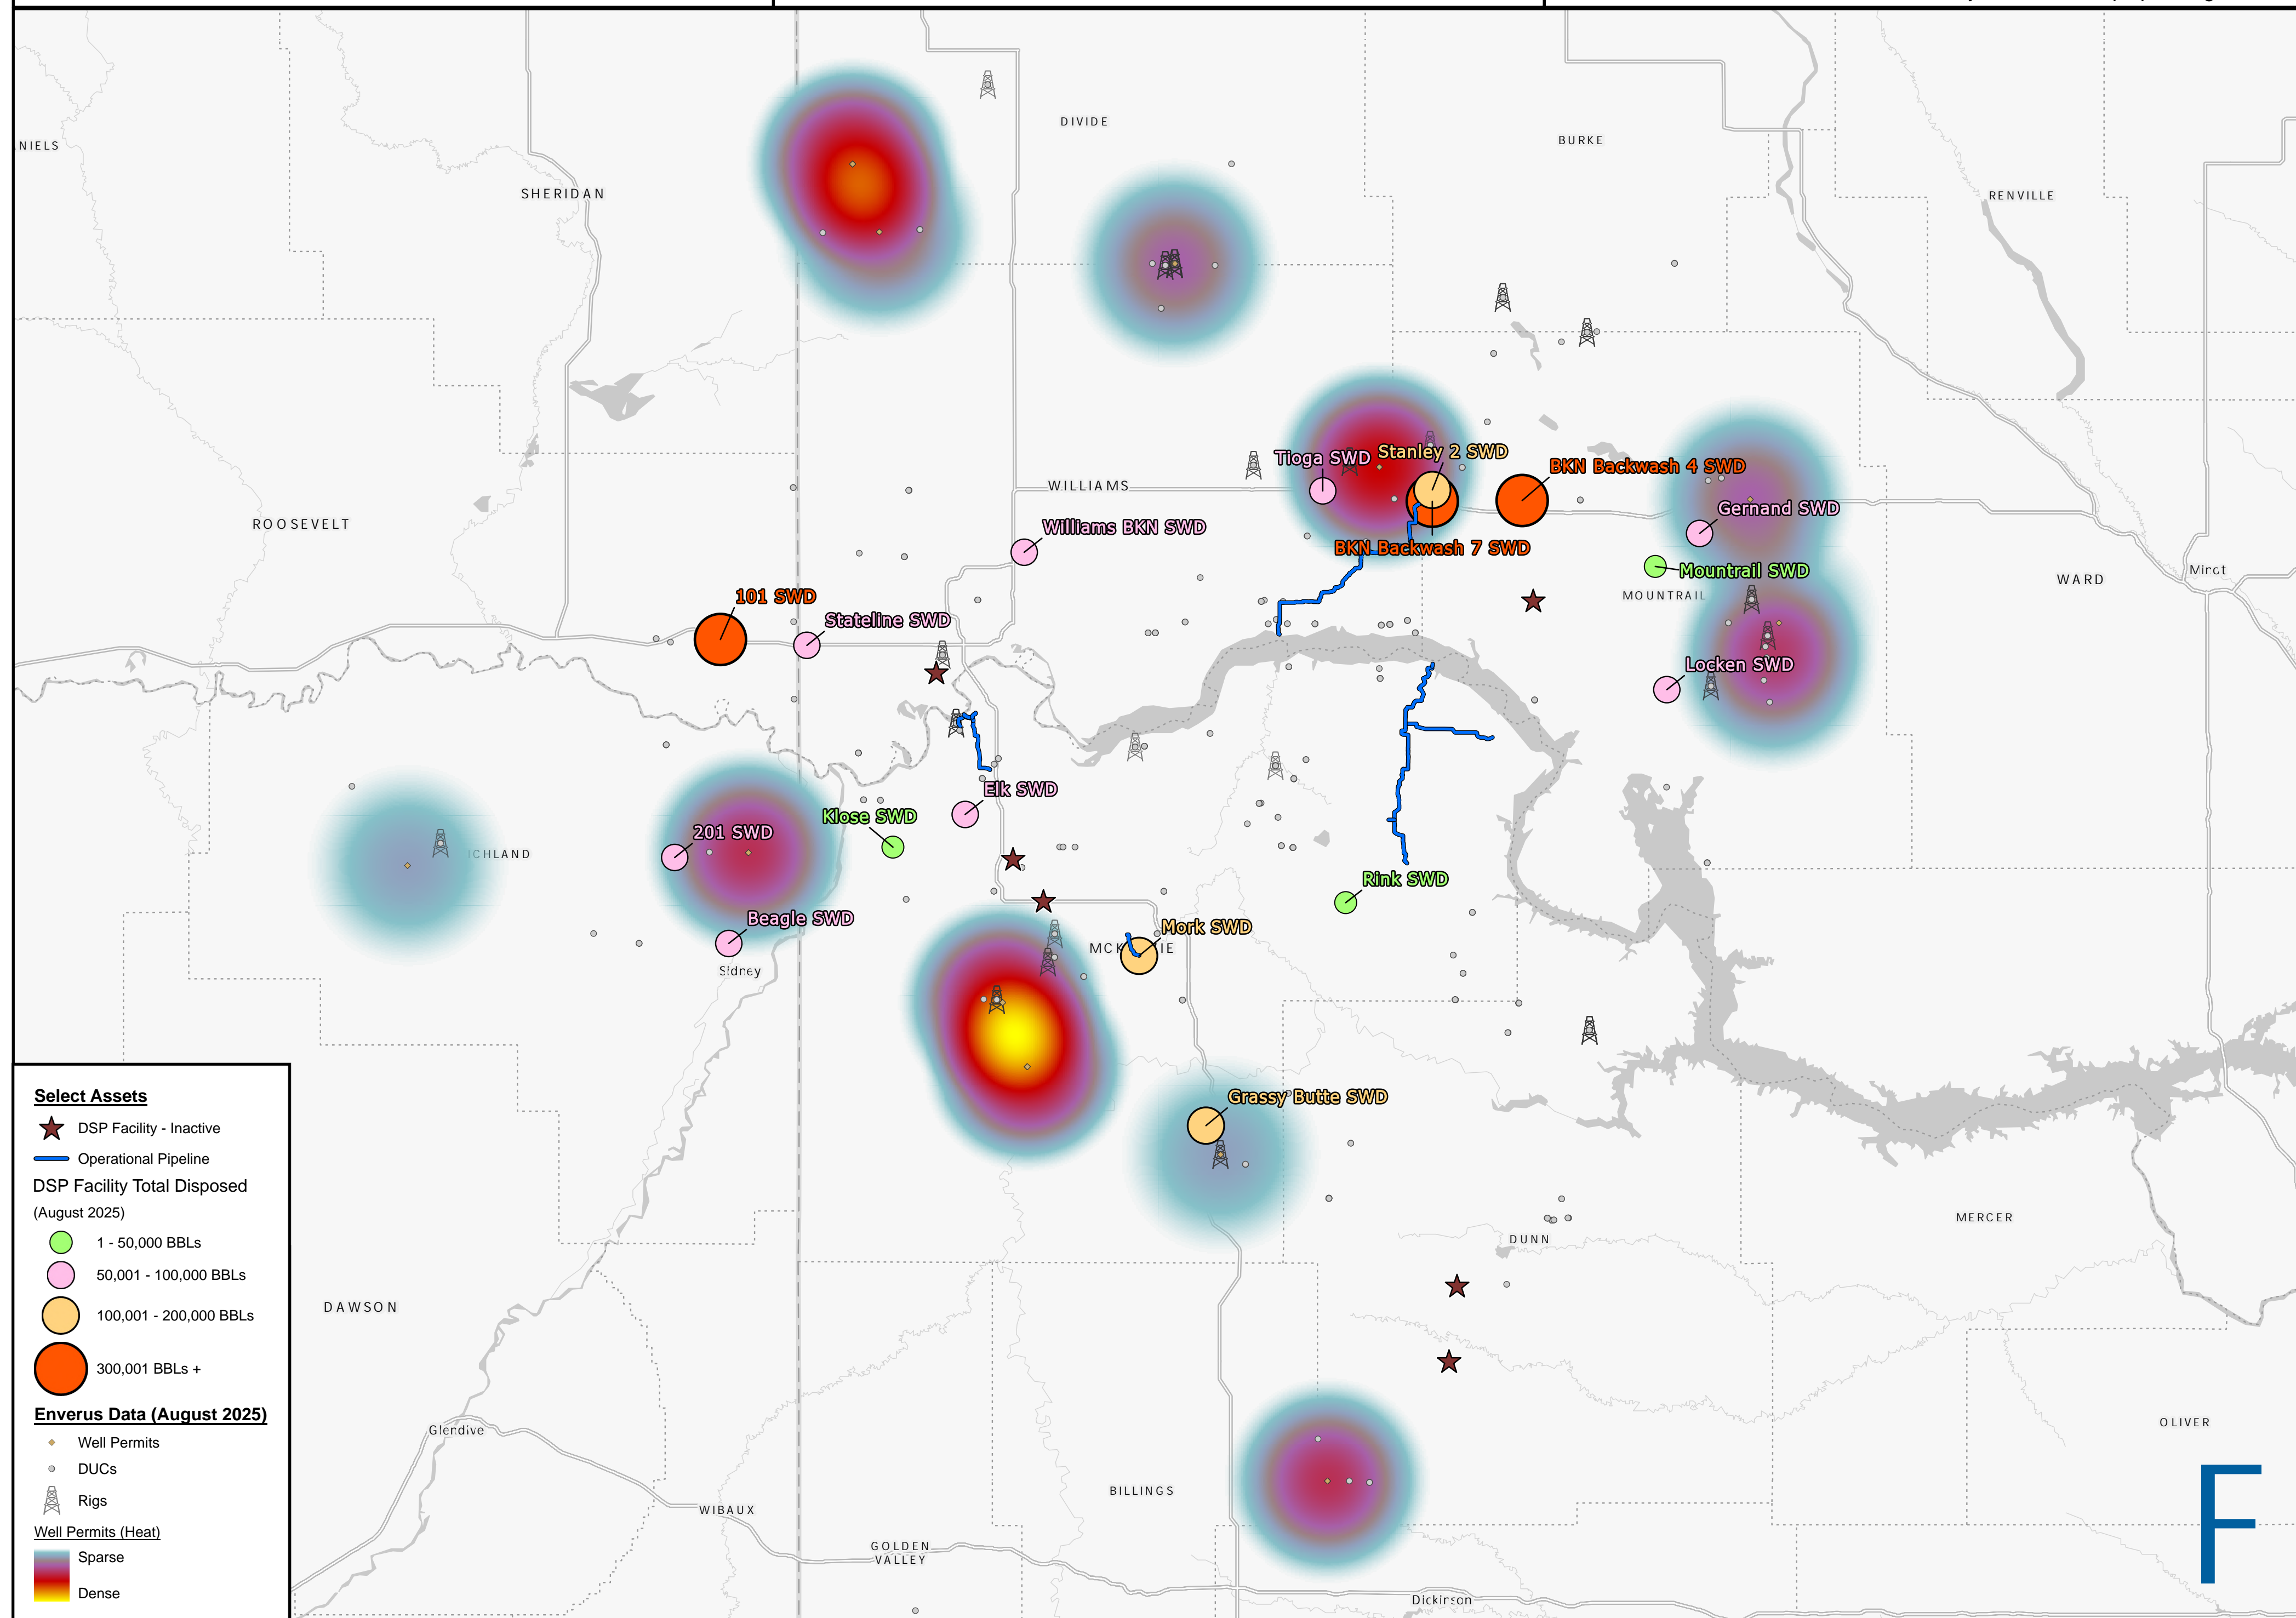 DIVIDE
BURKE
NIELS
SHERIDAN
RENVILLE
Tioga SWD
Stanley 2 SWD
BKN Backwash 4 SWD
WILLIAMS
Gernand SWD
ROOSEVELT
Williams BKN SWD
BKN Backwash 7 SWD
Mountrail SWD
Minot
WARD
MOUNTRAIL
101 SWD
Stateline SWD
Locken SWD
Elk SWD
Klose SWD
201 SWD
ICHLAND
Rink SWD
Beagle SWD
Mork SWD
MCK IE
Sidney
Grassy Butte SWD
MERCER
DUNN
DAWSON
OLIVER
Glendive
BILLINGS
WIBAUX
GOLDEN
VALLEY
Dickinson
F
Select Assets
DSP Facility - Inactive
Operational Pipeline
DSP Facility Total Disposed
(August 2025)
1 - 50,000 BBLs
50,001 - 100,000 BBLs
100,001 - 200,000 BBLs
300,001 BBLs +
Enverus Data (August 2025)
Well Permits
DUCs
Rigs
Well Permits (Heat)
Sparse
Dense